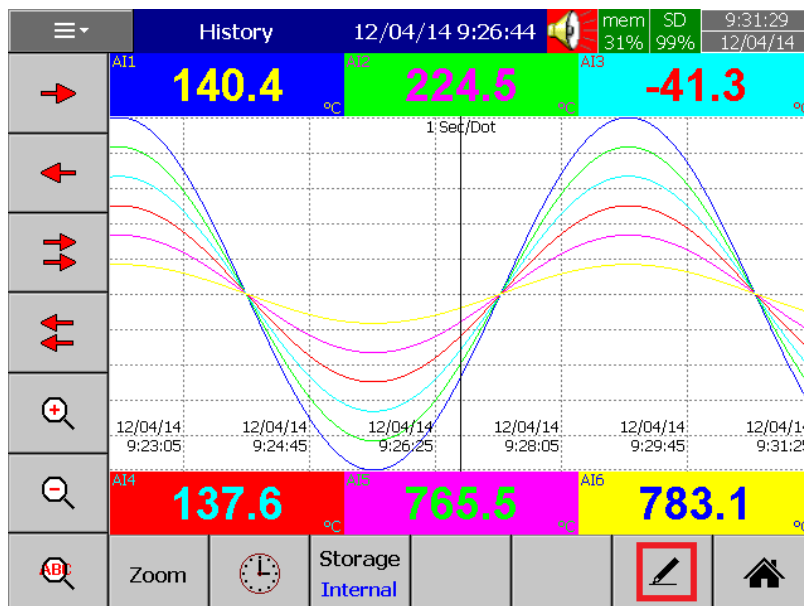 History 12/04/14 9:26:44 mem 31% SD 99% 9:31:29 12/04/14
AI1 140.4 °C
AI2 224.5 °C
AI3 -41.3 °C
1 Sec/Dot
12/04/14 12/04/14 12/04/14 12/04/14 12/04/14 12/04/1
9:23:05 9:24:45 9:26:25 9:28:05 9:29:45 9:31:25
AI4 137.6 °C
AI5 765.5 °C
AI6 783.1 °C
ABC
Zoom
Storage
Internal